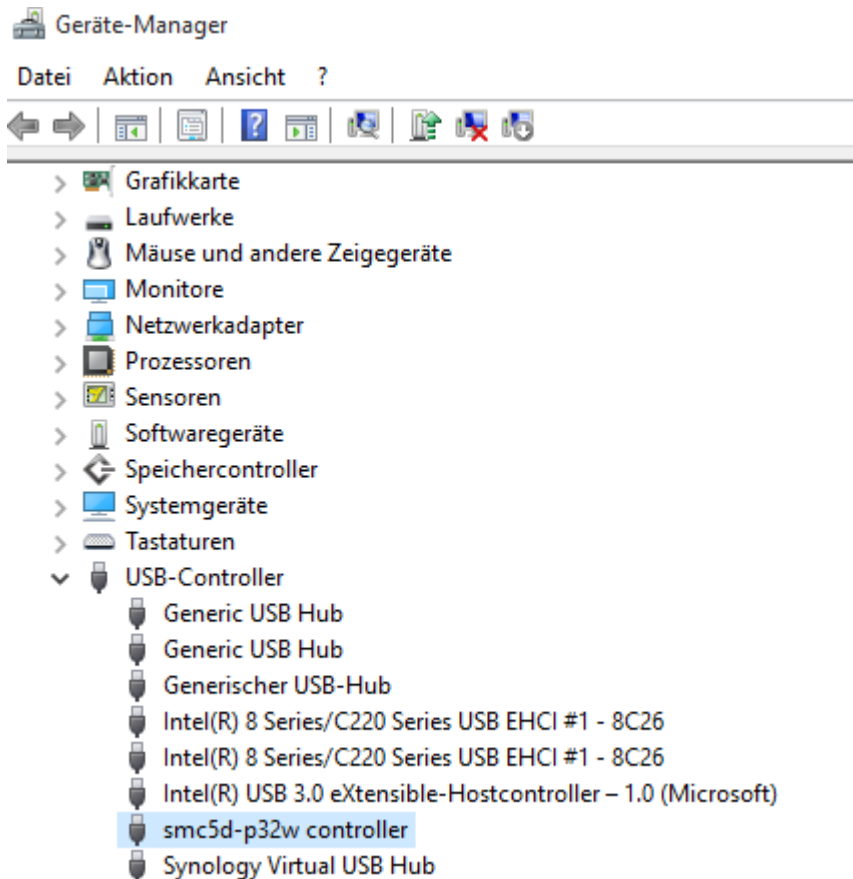 Geräte-Manager
Datei Aktion Ansicht ?
Grafikkarte
Laufwerke
Mäuse und andere Zeigegeräte
Monitore
Netzwerkadapter
Prozessoren
Sensoren
Softwaregeräte
Speichercontroller
Systemgeräte
Tastaturen
USB-Controller
Generic USB Hub
Generic USB Hub
Generischer USB-Hub
Intel(R) 8 Series/C220 Series USB EHCI #1 - 8C26
Intel(R) 8 Series/C220 Series USB EHCI #1 - 8C26
Intel(R) USB 3.0 eXtensible-Hostcontroller – 1.0 (Microsoft)
smc5d-p32w controller
Synology Virtual USB Hub